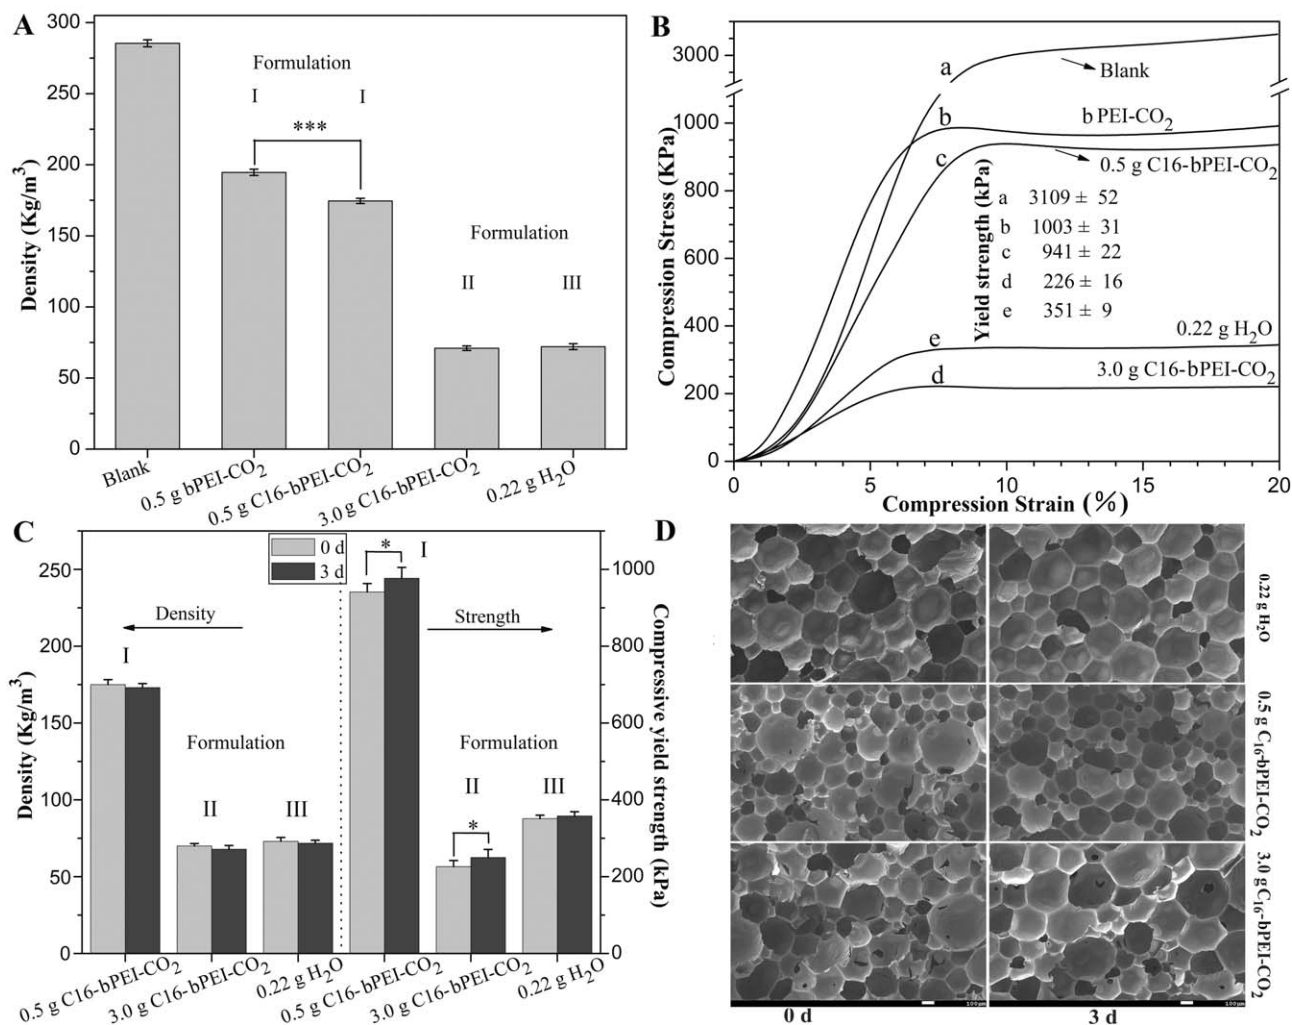 A
Density (Kg/m³)
300
250
200
150
100
50
0
Formulation
I I
***
Formulation
II III
Blank
0.5 g bPEI-CO₂
0.5 g C16-bPEI-CO₂
3.0 g C16-bPEI-CO₂
0.22 g H₂O
B
Compression Stress (KPa)
3000
1000
800
600
400
200
0
a
Blank
b
b PEI-CO₂
c
0.5 g C16-bPEI-CO₂
Yield strength (kPa)
a 3109 ± 52
b 1003 ± 31
c 941 ± 22
d 226 ± 16
e 351 ± 9
e
0.22 g H₂O
d
3.0 g C16-bPEI-CO₂
0 5 10 15 20
Compression Strain (%)
C
Density (Kg/m³)
250
200
150
100
50
0
0 d
3 d
Density
I
Formulation
II III
* I
Strength
Formulation
II III
*
1000
800
600
400
200
0
Compressive yield strength (kPa)
0.5 g C16-bPEI-CO₂
3.0 g C16-bPEI-CO₂
0.22 g H₂O
0.5 g C16-bPEI-CO₂
3.0 g C16-bPEI-CO₂
0.22 g H₂O
D
0.22 g H₂O
0.5 g C₁₆-bPEI-CO₂
3.0 g C₁₆-bPEI-CO₂
100μm
100μm
0 d
3 d